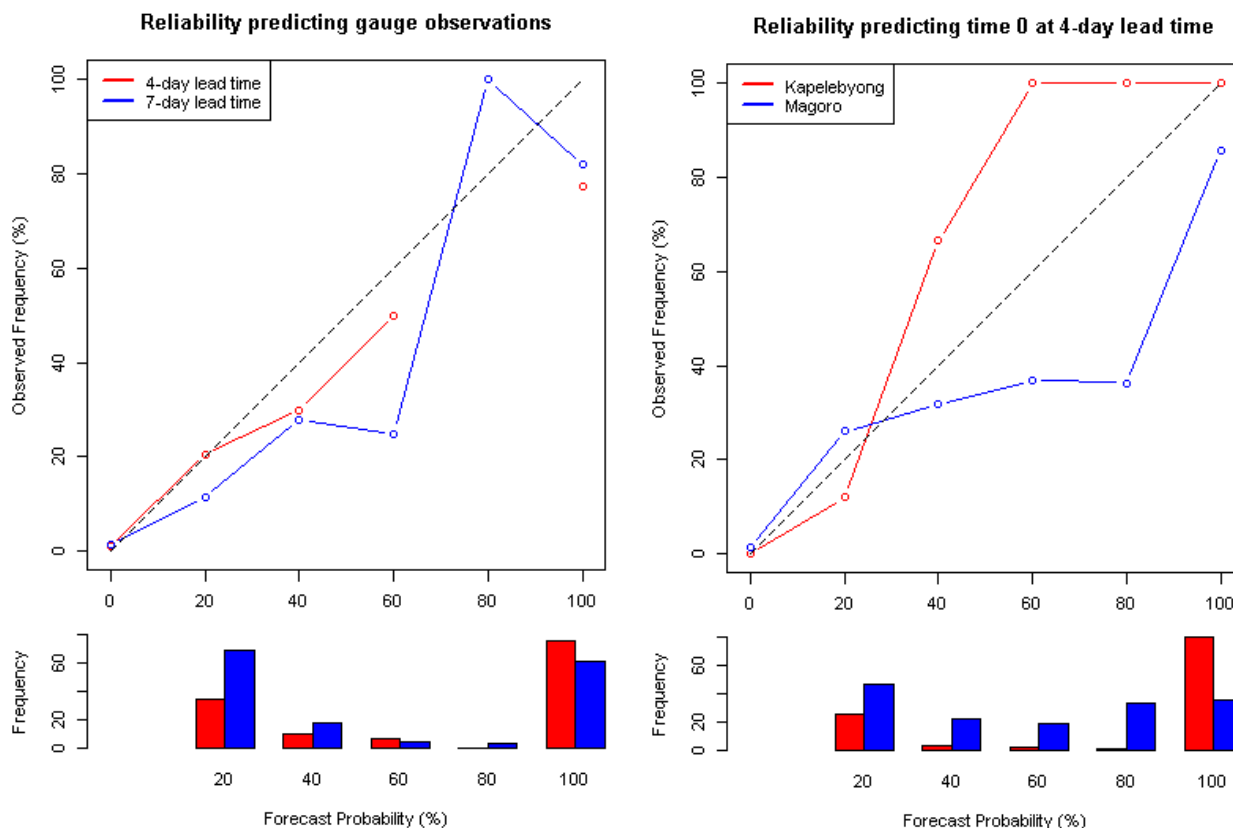 Reliability predicting gauge observations
4-day lead time
7-day lead time
Observed Frequency (%)
100
80
60
40
20
0
0 20 40 60 80 100
Frequency
60
20
0
20 40 60 80 100
Forecast Probability (%)
Reliability predicting time 0 at 4-day lead time
Kapelebyong
Magoro
Observed Frequency (%)
100
80
60
40
20
0
0 20 40 60 80 100
Frequency
60
20
0
20 40 60 80 100
Forecast Probability (%)